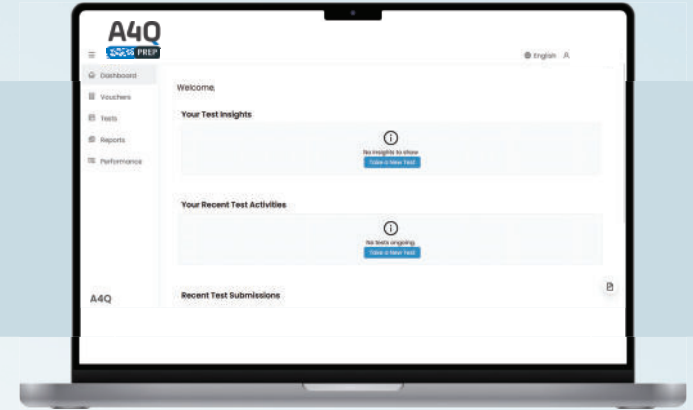 A4Q
PREP
English
Dashboard
Welcome,
Vouchers
Your Test Insights
Tests
Reports
No insights to show
Take a New Test
Performance
Your Recent Test Activities
No tests ongoing
Take a New Test
Recent Test Submissions
A4Q